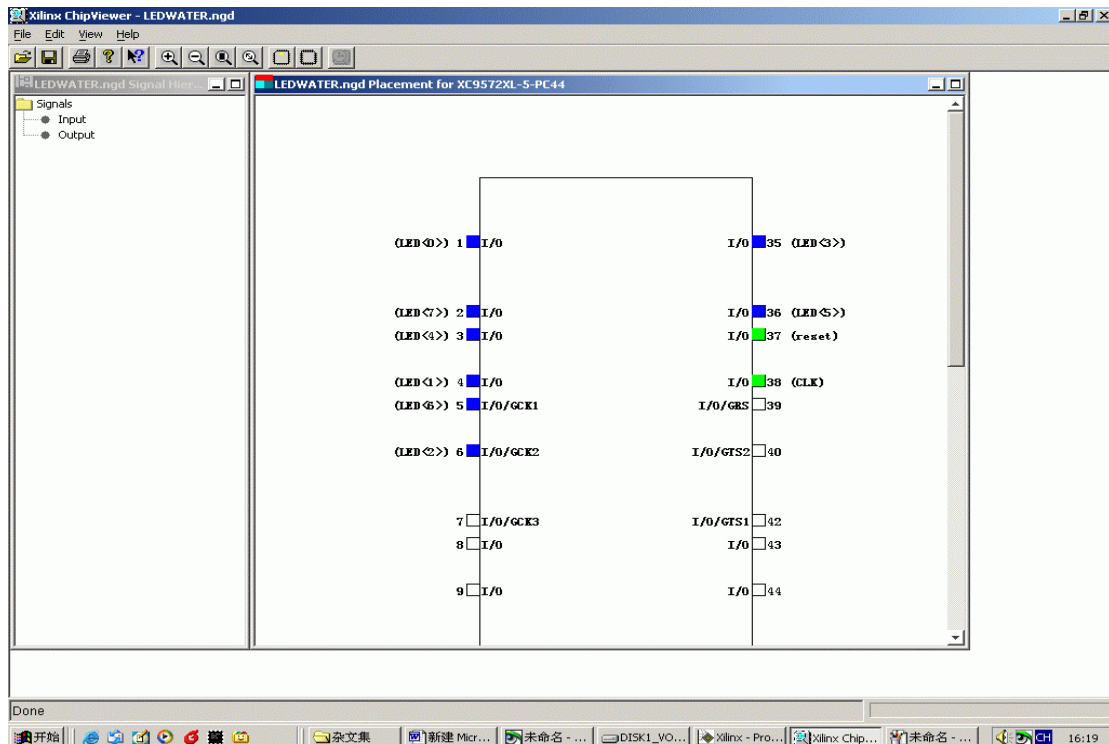 Xilinx ChipViewer - LEDWATER.ngd
File Edit View Help
LEDWATER.ngd Signal Hier...
LEDWATER.ngd Placement for XC9572XL-5-PC44
Signals
Input
Output
(LED<0>) 1 I/O I/O 35 (LED<3>)
(LED<7>) 2 I/O I/O 36 (LED<5>)
(LED<4>) 3 I/O I/O 37 (reset)
(LED<1>) 4 I/O I/O 38 (CLK)
(LED<6>) 5 I/O/GCK1 I/O/GRS 39
(LED<2>) 6 I/O/GCK2 I/O/GTS2 40
7 I/O/GCK3 I/O/GTS1 42
8 I/O I/O 43
9 I/O I/O 44
Done
开始 杂文集 新建 Micr... 未命名 - ... DISK1_VO... Xilinx - Pro... Xilinx Chip... 未命名 - ... CH 16:19